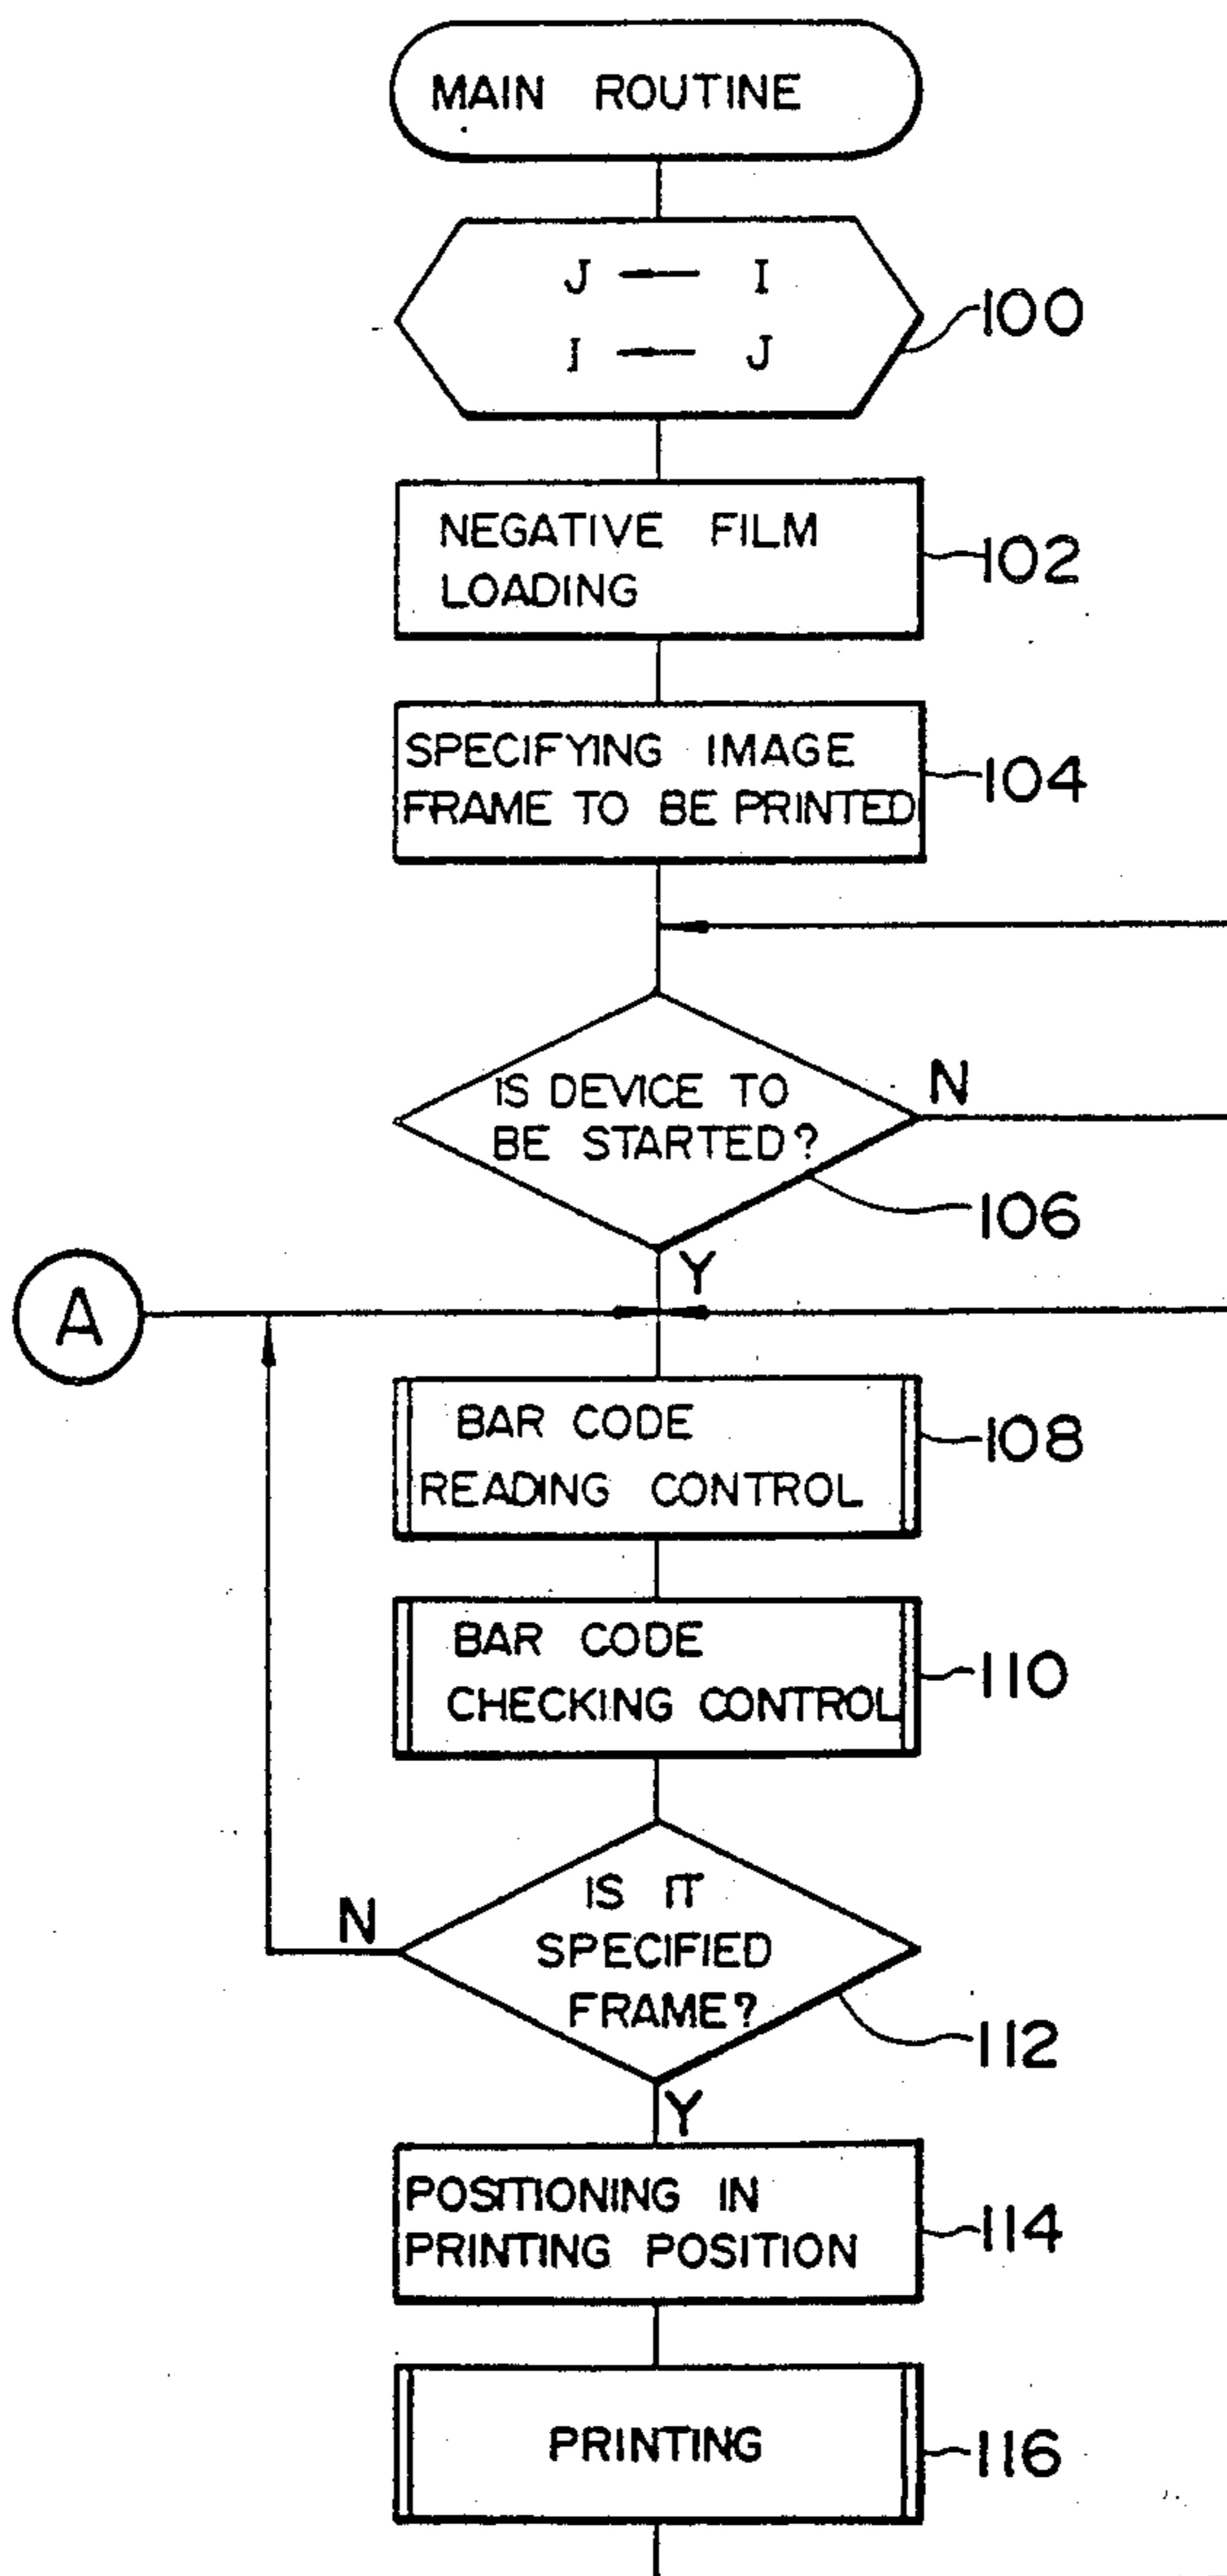 MAIN ROUTINE
J ← I
I ← J
100
NEGATIVE FILM
LOADING
102
SPECIFYING IMAGE
FRAME TO BE PRINTED
104
IS DEVICE TO
BE STARTED?
N
106
Y
A
BAR CODE
READING CONTROL
108
BAR CODE
CHECKING CONTROL
110
IS IT
SPECIFIED
FRAME?
N
112
Y
POSITIONING IN
PRINTING POSITION
114
PRINTING
116